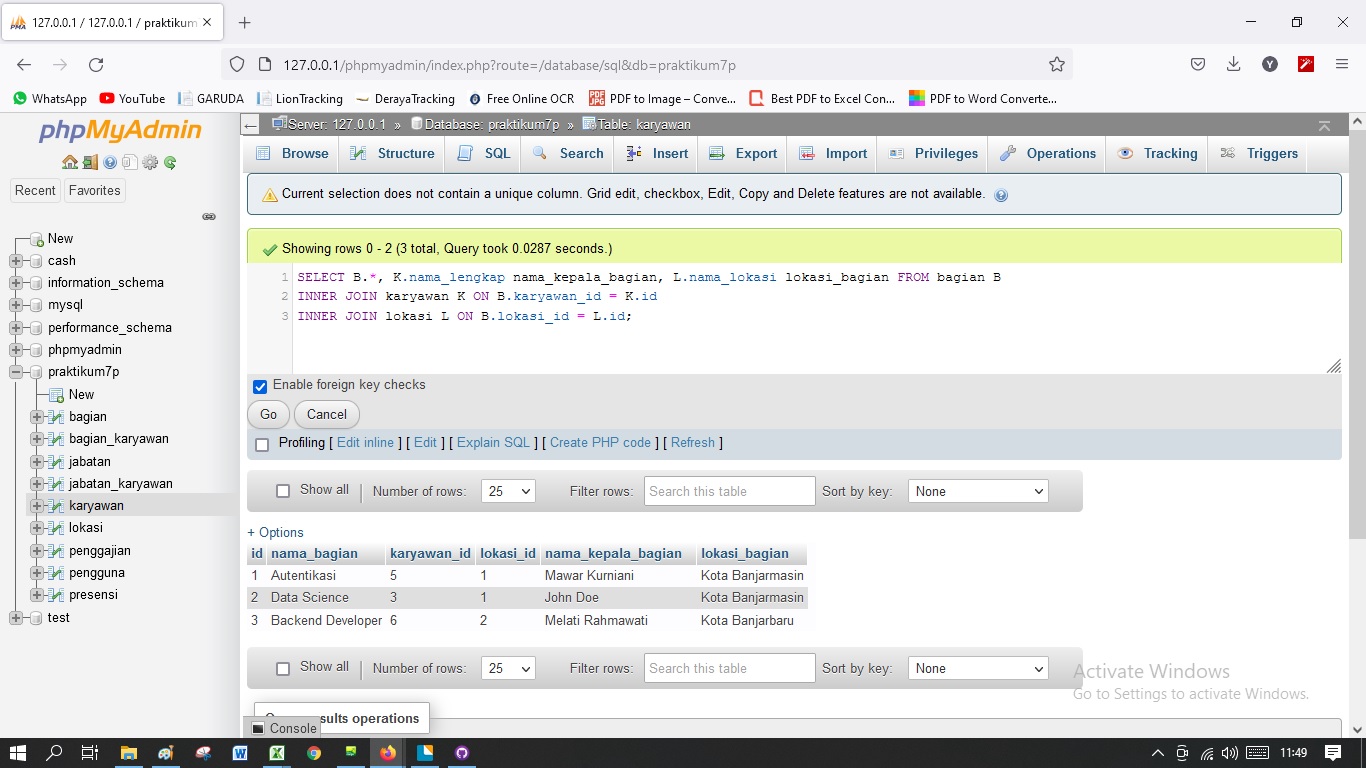 127.0.0.1 / 127.0.0.1 / praktikum
127.0.0.1/phpmyadmin/index.php?route=/database/sql&db=praktikum7p
Y
WhatsApp YouTube GARUDA LionTracking DerayaTracking Free Online OCR PDF to Image – Conve... Best PDF to Excel Con... PDF to Word Converte...
phpMyAdmin
Recent Favorites
New
cash
information_schema
mysql
performance_schema
phpmyadmin
praktikum7p
New
bagian
bagian_karyawan
jabatan
jabatan_karyawan
karyawan
lokasi
penggajian
pengguna
presensi
test
Server: 127.0.0.1 » Database: praktikum7p » Table: karyawan
Browse Structure SQL Search Insert Export Import Privileges Operations Tracking Triggers
Current selection does not contain a unique column. Grid edit, checkbox, Edit, Copy and Delete features are not available.
Showing rows 0 - 2 (3 total, Query took 0.0287 seconds.)
1 SELECT B.*, K.nama_lengkap nama_kepala_bagian, L.nama_lokasi lokasi_bagian FROM bagian B
2 INNER JOIN karyawan K ON B.karyawan_id = K.id
3 INNER JOIN lokasi L ON B.lokasi_id = L.id;
Enable foreign key checks
Go Cancel
Profiling [ Edit inline ] [ Edit ] [ Explain SQL ] [ Create PHP code ] [ Refresh ]
Show all Number of rows: 25 Filter rows: Search this table Sort by key: None
+ Options
id nama_bagian karyawan_id lokasi_id nama_kepala_bagian lokasi_bagian
1 Autentikasi 5 1 Mawar Kurniani Kota Banjarmasin
2 Data Science 3 1 John Doe Kota Banjarmasin
3 Backend Developer 6 2 Melati Rahmawati Kota Banjarbaru
Show all Number of rows: 25 Filter rows: Search this table Sort by key: None
Activate Windows
Go to Settings to activate Windows.
sults operations
Console
11:49